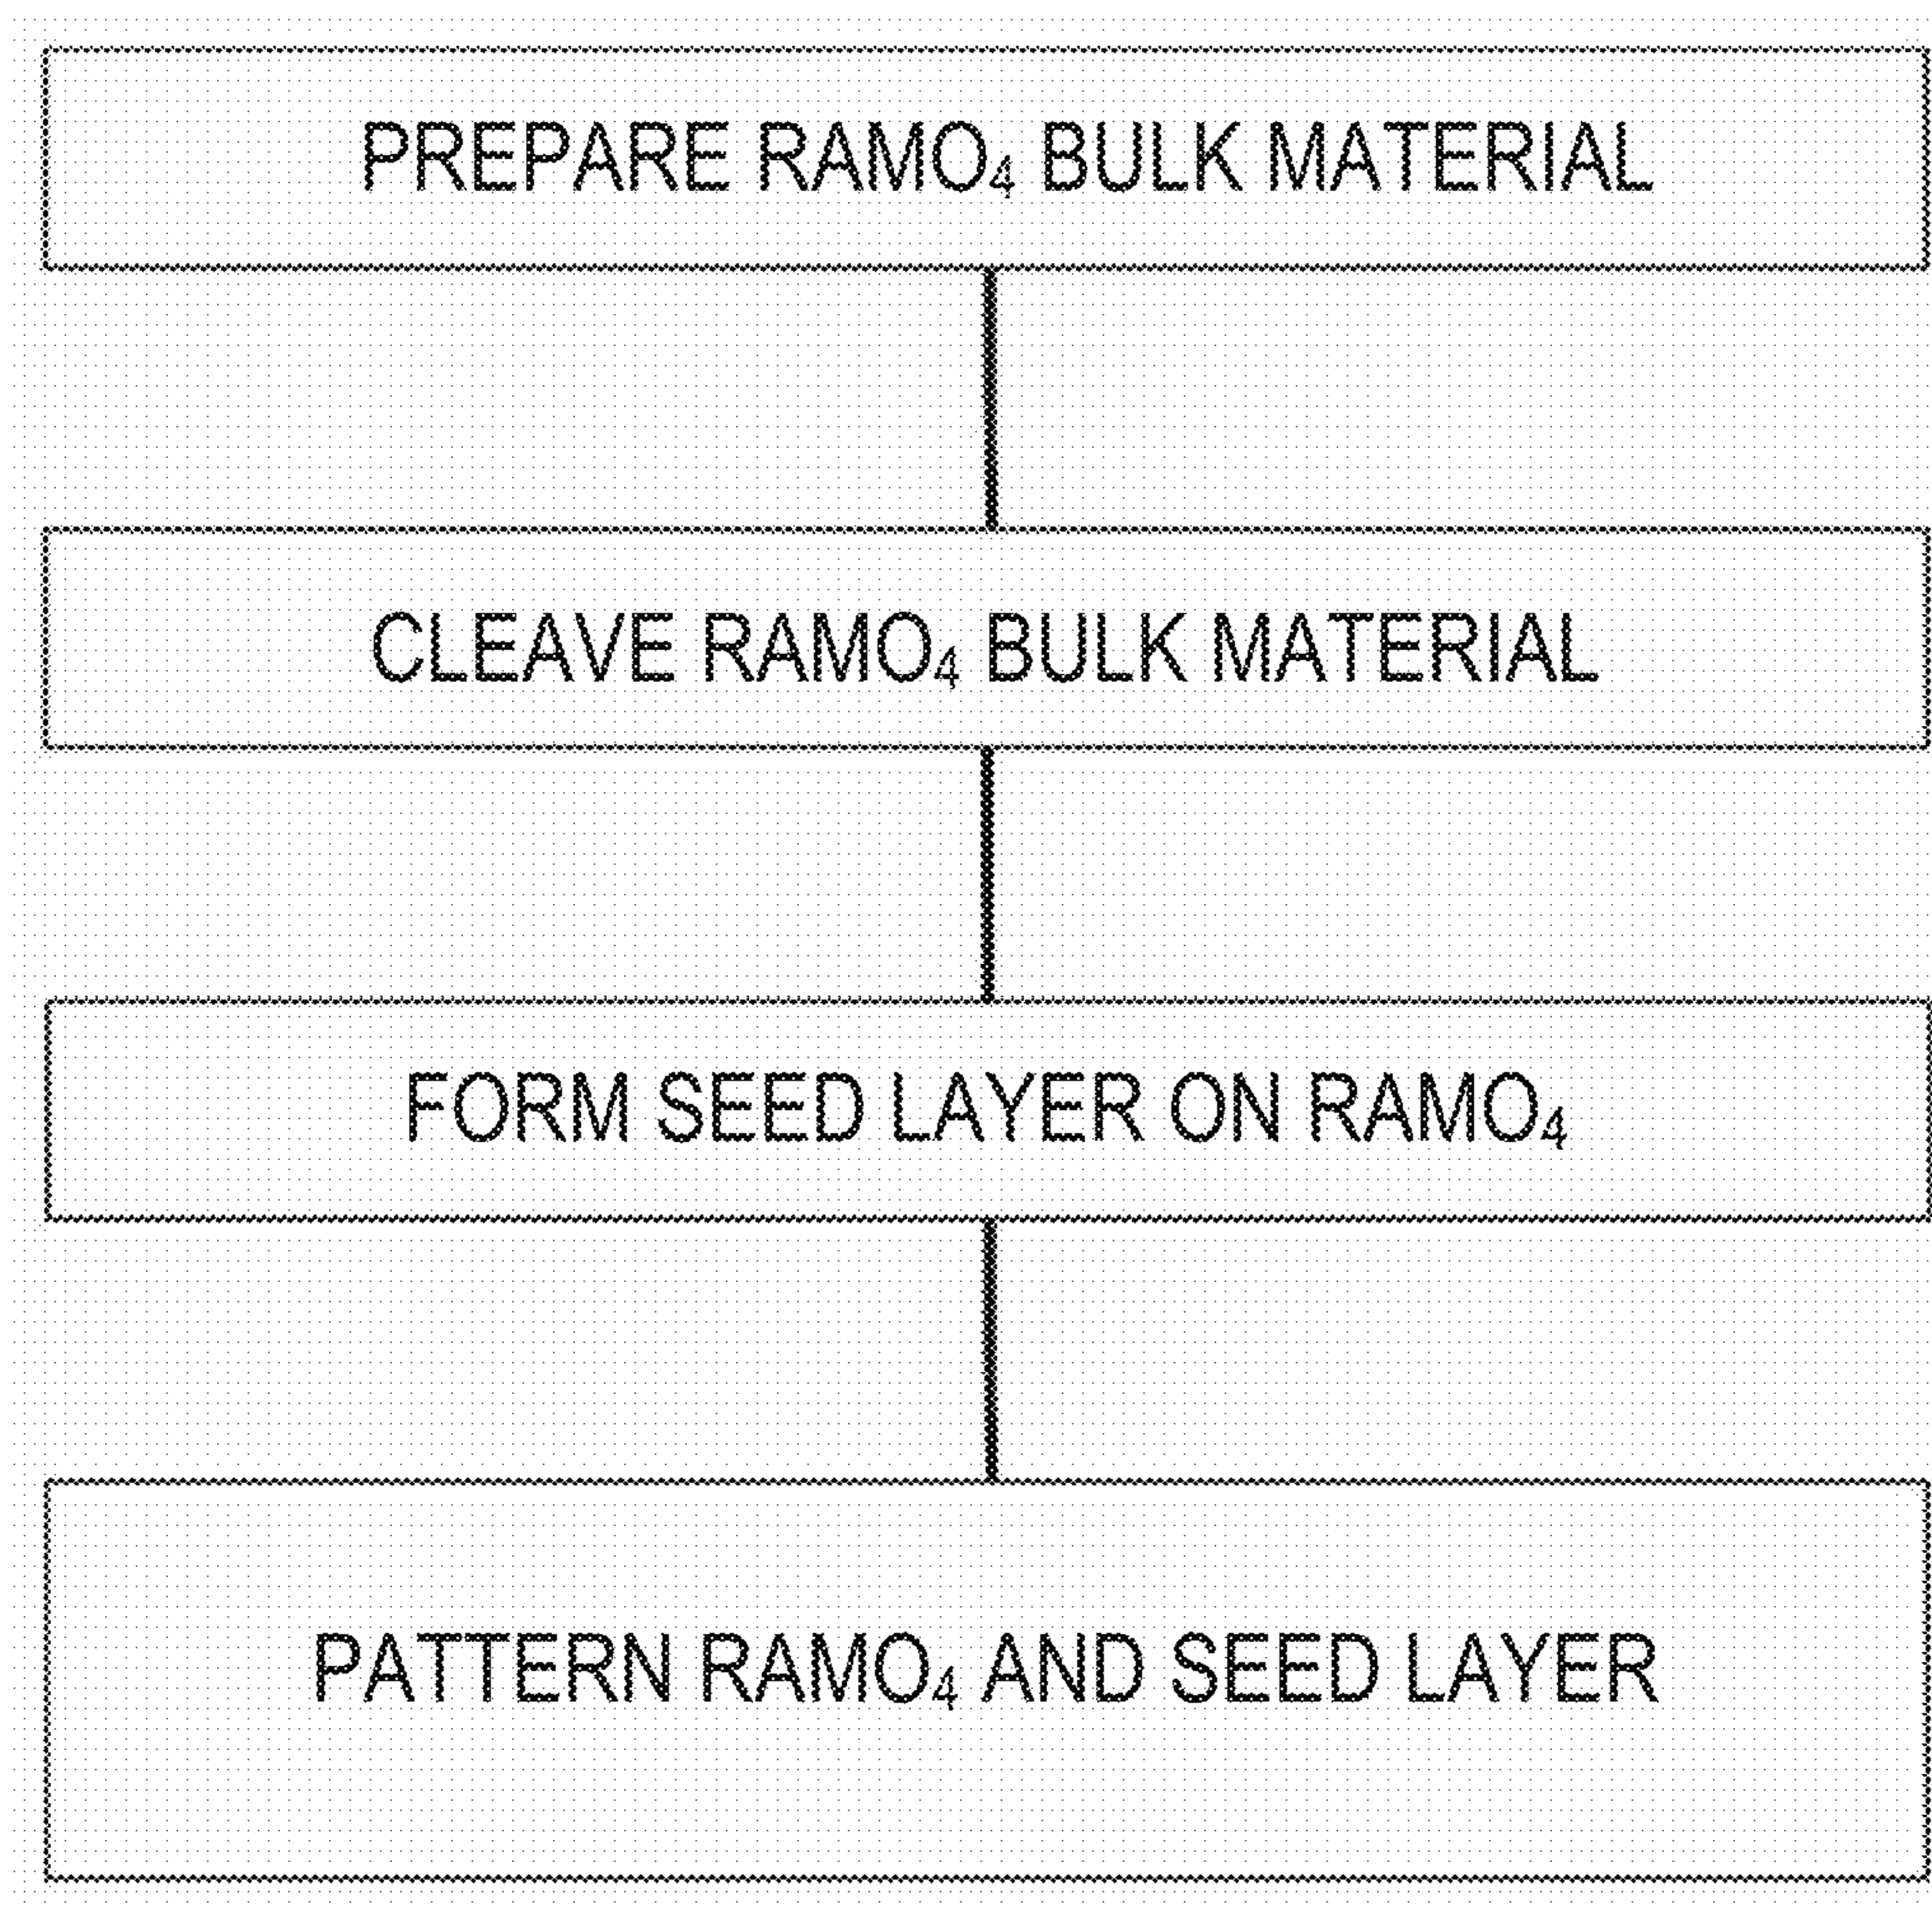 PREPARE RAMO₄ BULK MATERIAL
CLEAVE RAMO₄ BULK MATERIAL
FORM SEED LAYER ON RAMO₄
PATTERN RAMO₄ AND SEED LAYER